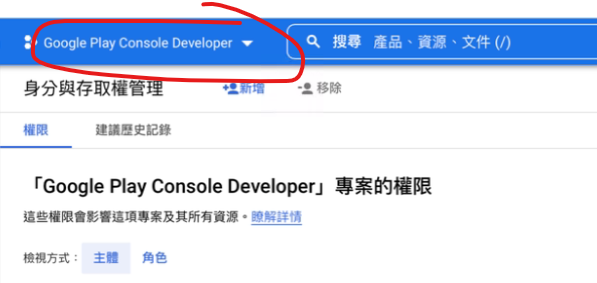 Google Play Console Developer
搜尋 產品、資源、文件 (/)
身分與存取權管理 新增 移除
權限 建議歷史記錄
「Google Play Console Developer」專案的權限
這些權限會影響這項專案及其所有資源。瞭解詳情
檢視方式： 主體 角色